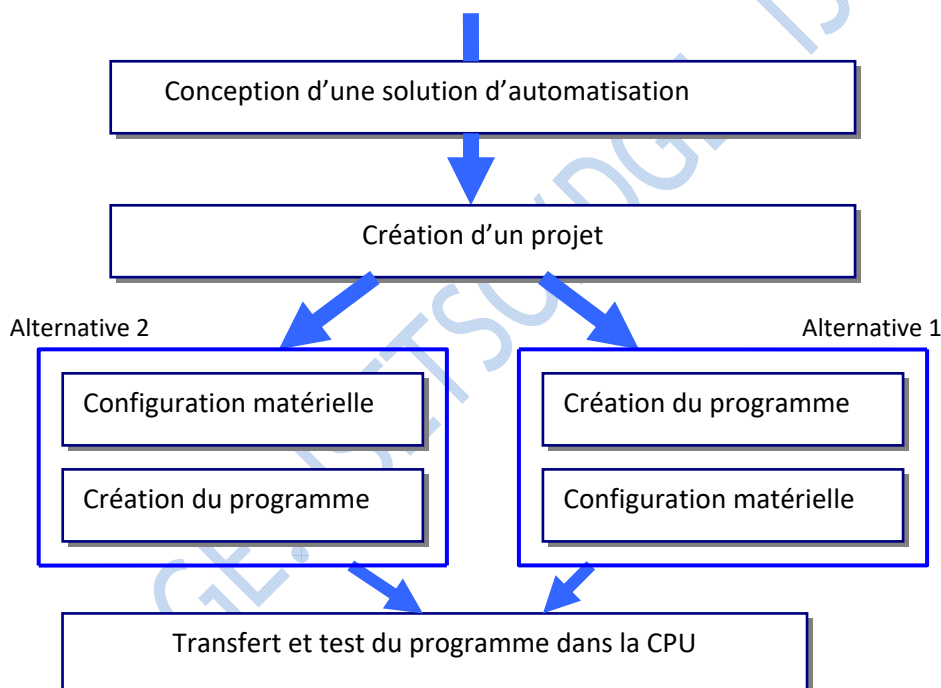 Conception d’une solution d’automatisation
Création d’un projet
Alternative 2
Alternative 1
Configuration matérielle
Création du programme
Création du programme
Configuration matérielle
Transfert et test du programme dans la CPU